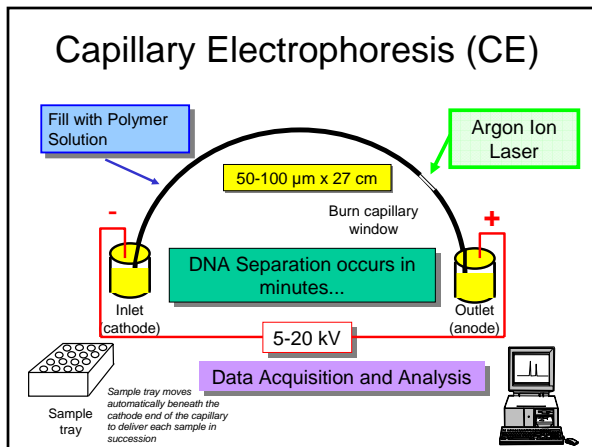 Capillary Electrophoresis (CE)
Fill with Polymer
Solution
Argon Ion
Laser
50-100 µm x 27 cm
Burn capillary
window
-
+
DNA Separation occurs in
minutes...
Inlet
(cathode)
Outlet
(anode)
5-20 kV
Data Acquisition and Analysis
Sample
tray
Sample tray moves
automatically beneath the
cathode end of the capillary
to deliver each sample in
succession